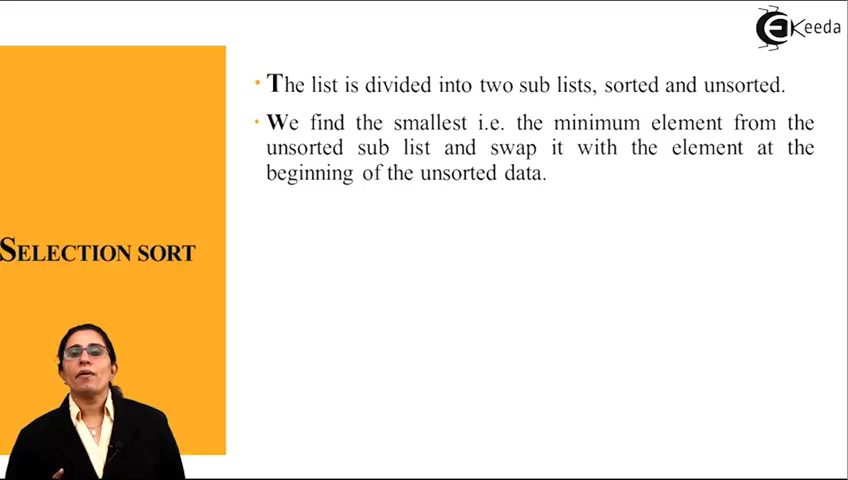 Keeda
• The list is divided into two sub lists, sorted and unsorted.
• We find the smallest i.e. the minimum element from the
unsorted sub list and swap it with the element at the
beginning of the unsorted data.
SELECTION SORT